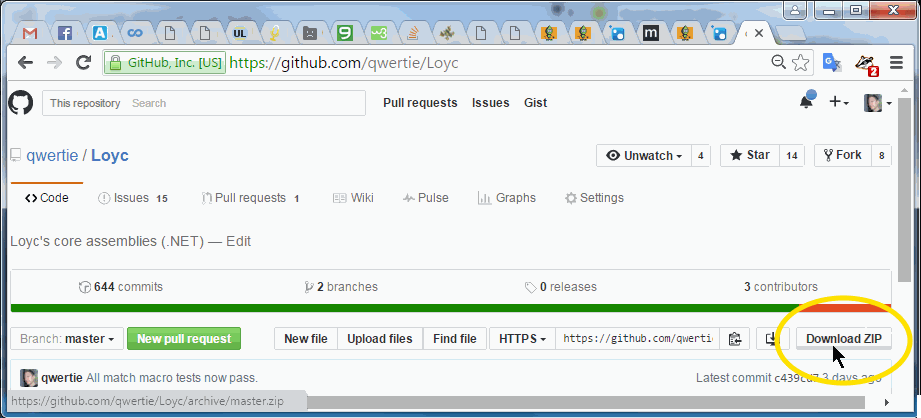 GitHub, Inc. [US] https://github.com/qwertie/Loyc 2
This repository Search Pull requests Issues Gist
qwertie / Loyc Unwatch 4 Star 14 Fork 8
Code Issues 15 Pull requests 1 Wiki Pulse Graphs Settings
Loyc's core assemblies (.NET) — Edit
644 commits 2 branches 0 releases 3 contributors
Branch: master New pull request New file Upload files Find file HTTPS https://github.com/qwerti Download ZIP
qwertie All match macro tests now pass. Latest commit c439cd7 3 days ago
https://github.com/qwertie/Loyc/archive/master.zip